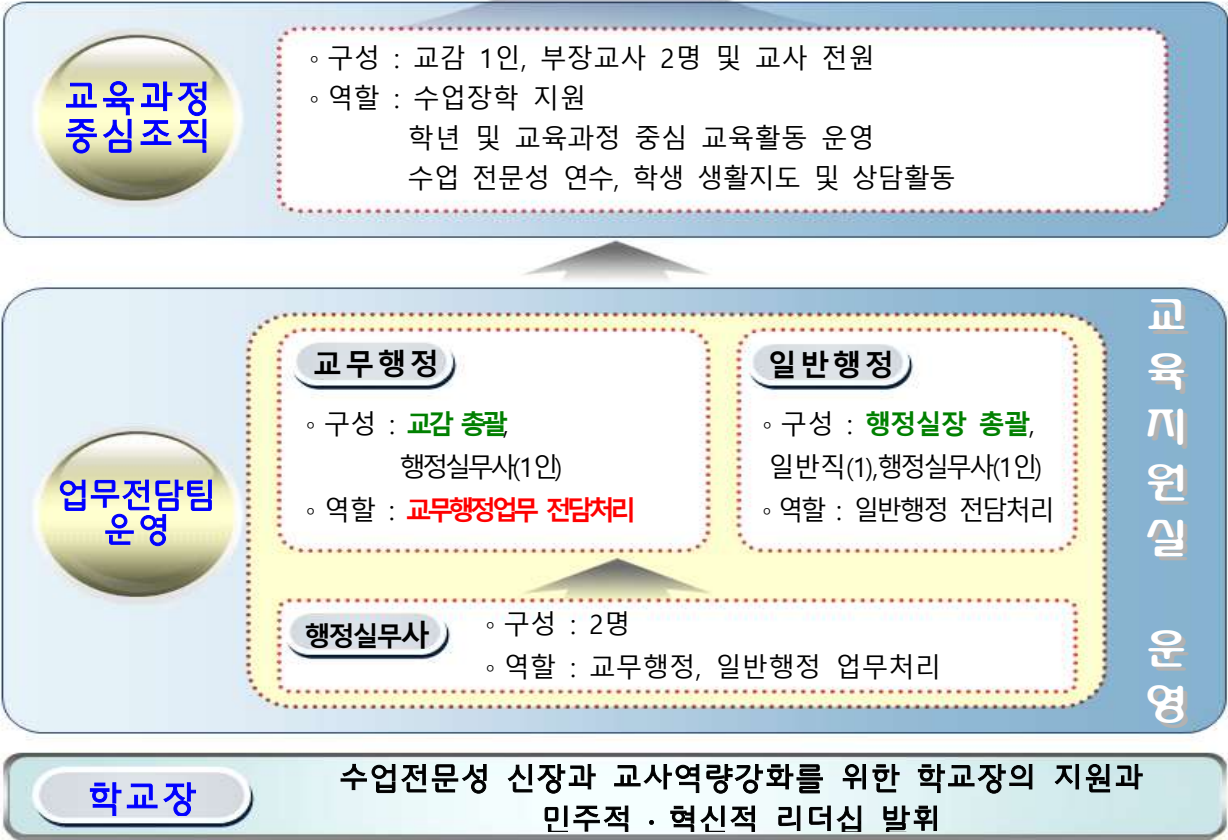 교육과정
중심조직
◦구성 : 교감 1인, 부장교사 2명 및 교사 전원
◦역할 : 수업장학 지원
학년 및 교육과정 중심 교육활동 운영
수업 전문성 연수, 학생 생활지도 및 상담활동
업무전담팀
운영
교무행정
◦구성 : 교감 총괄,
행정실무사(1인)
◦역할 : 교무행정업무 전담처리
일반행정
◦구성 : 행정실장 총괄,
일반직(1),행정실무사(1인)
◦역할 : 일반행정 전담처리
행정실무사
◦구성 : 2명
◦역할 : 교무행정, 일반행정 업무처리
교육지원실 운영
학교장
수업전문성 신장과 교사역량강화를 위한 학교장의 지원과
민주적 · 혁신적 리더십 발휘